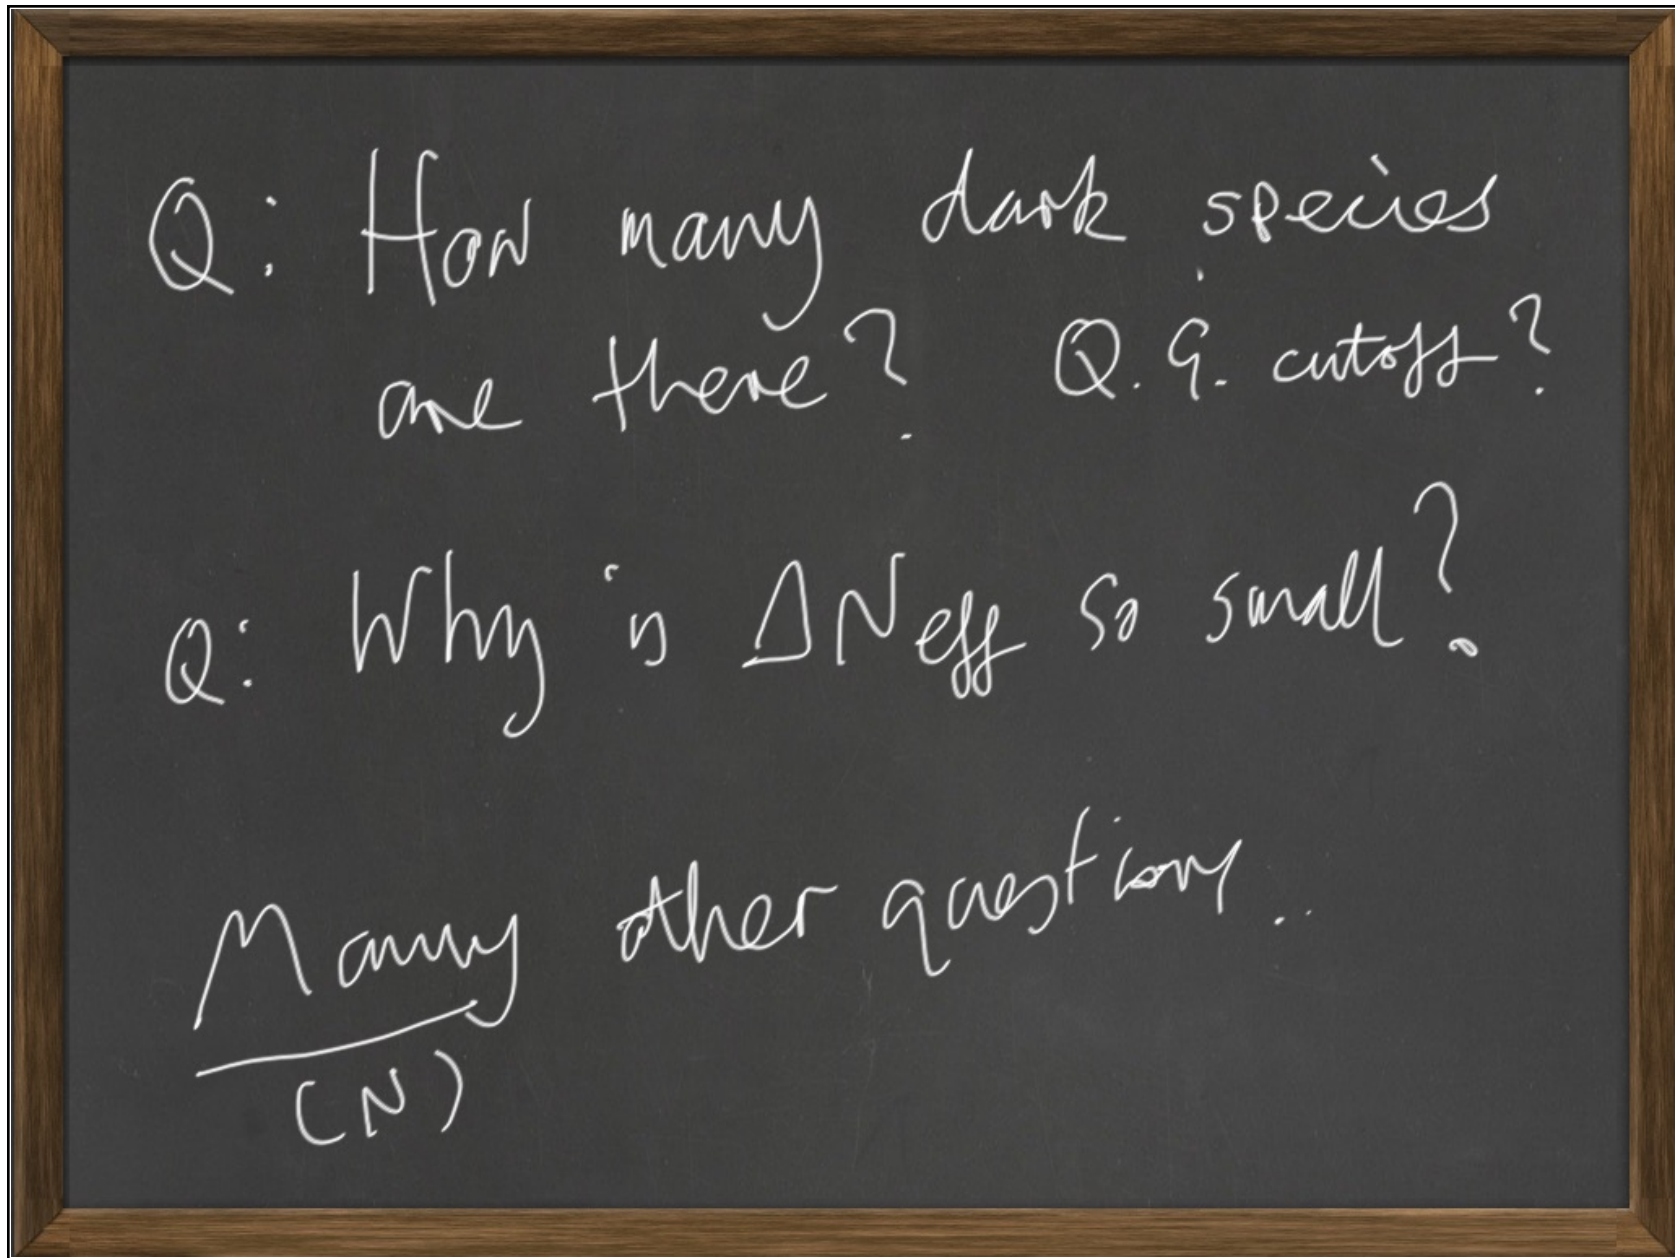 Q: How many dark species
are there? Q. G. cutoff?
Q: Why is ΔNeff so small?
Many other questions..
(N)